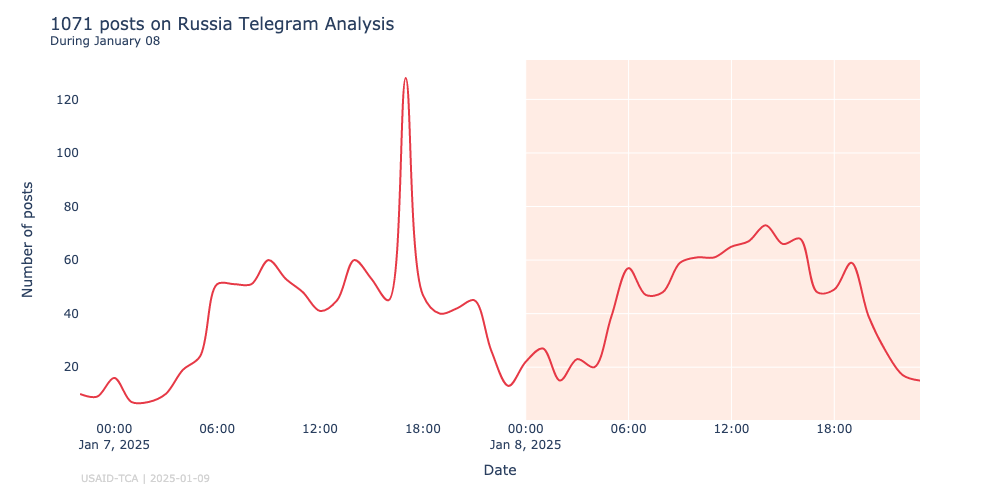 1071 posts on Russia Telegram Analysis
During January 08
Number of posts
120
100
80
60
40
20
00:00 06:00 12:00 18:00 00:00 06:00 12:00 18:00
Jan 7, 2025 Jan 8, 2025
Date
USAID-TCA | 2025-01-09